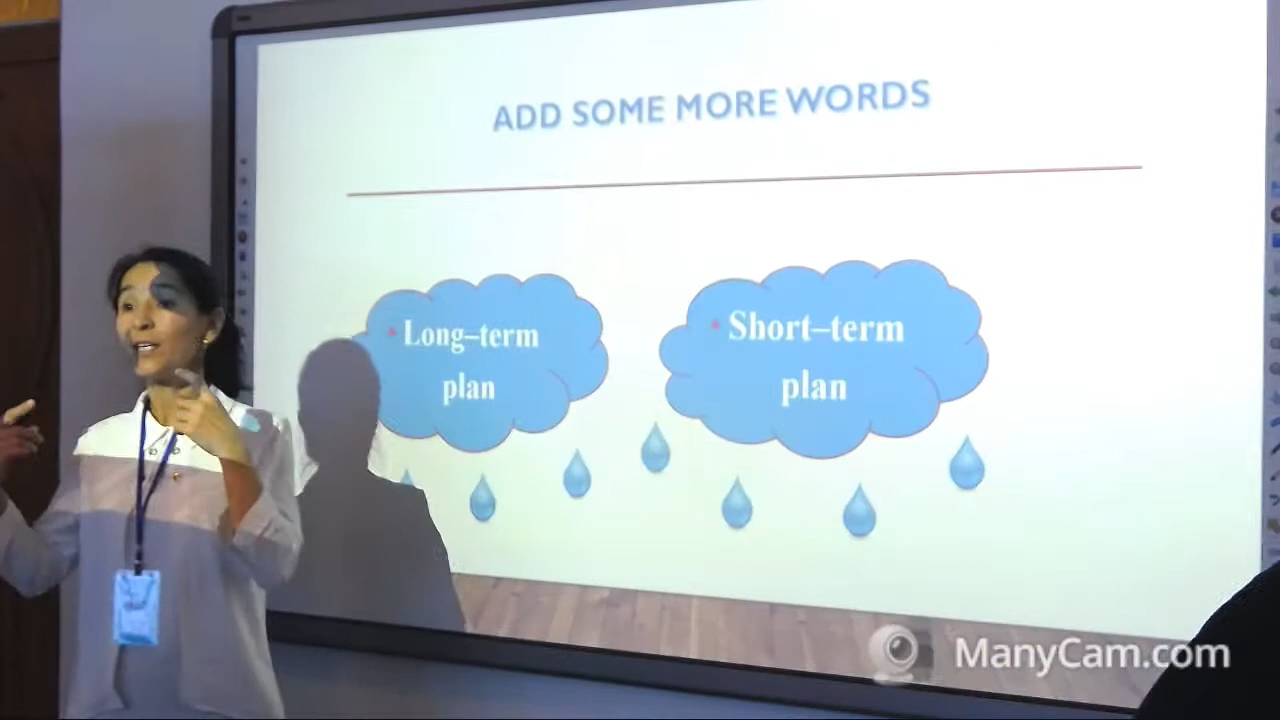 ADD SOME MORE WORDS
Long–term
plan
Short–term
plan
ManyCam.com